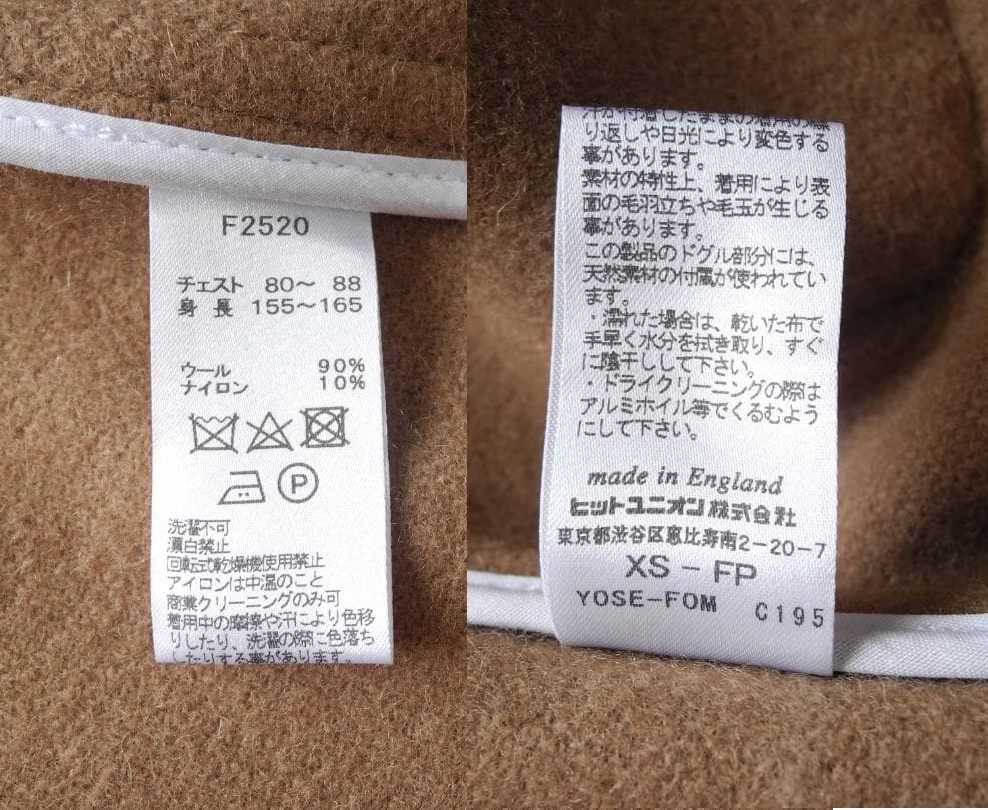 F2520
チェスト 80〜 88
身 長 155〜165
ウール 90%
ナイロン 10%
P
洗濯不可
漂白禁止
回転式乾燥機使用禁止
アイロンは中温のこと
商業クリーニングのみ可
着用中の摩擦や汗により色移
りしたり、洗濯の際に色落ち
したりする事があります。
汗が付着したままの
り返しや日光により変色する
事があります。
素材の特性上、着用により表
面の毛羽立ちや毛玉が生じる
事があります。
この製品のドグル部分には、
天然素材の付属が使われてい
ます。
・濡れた場合は、乾いた布で
手早く水分を拭き取り、すぐ
に陰干しして下さい。
・ドライクリーニングの際は
アルミホイル等でくるむよう
にして下さい。
made in England
ヒットユニオン株式会社
東京都渋谷区恵比寿南2-20-7
XS - FP
YOSE-FOM C195